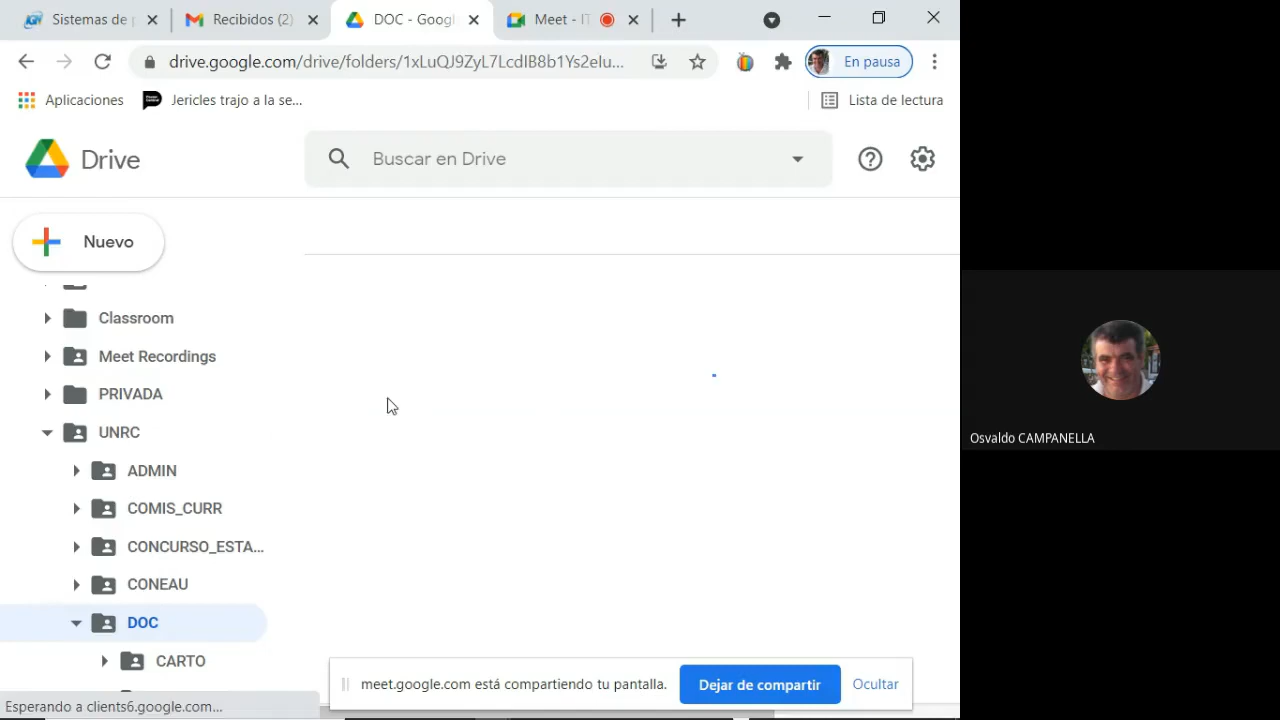 Sistemas de p
Recibidos (2)
DOC - Googl
Meet - IT
drive.google.com/drive/folders/1xLuQJ9ZyL7LcdlB8b1Ys2elu...
En pausa
Aplicaciones
Jericles trajo a la se...
Lista de lectura
Drive
Buscar en Drive
Nuevo
Classroom
Meet Recordings
PRIVADA
UNRC
ADMIN
COMIS_CURR
CONCURSO_ESTA...
CONEAU
DOC
CARTO
Osvaldo CAMPANELLA
meet.google.com está compartiendo tu pantalla.
Dejar de compartir
Ocultar
Esperando a clients6.google.com...